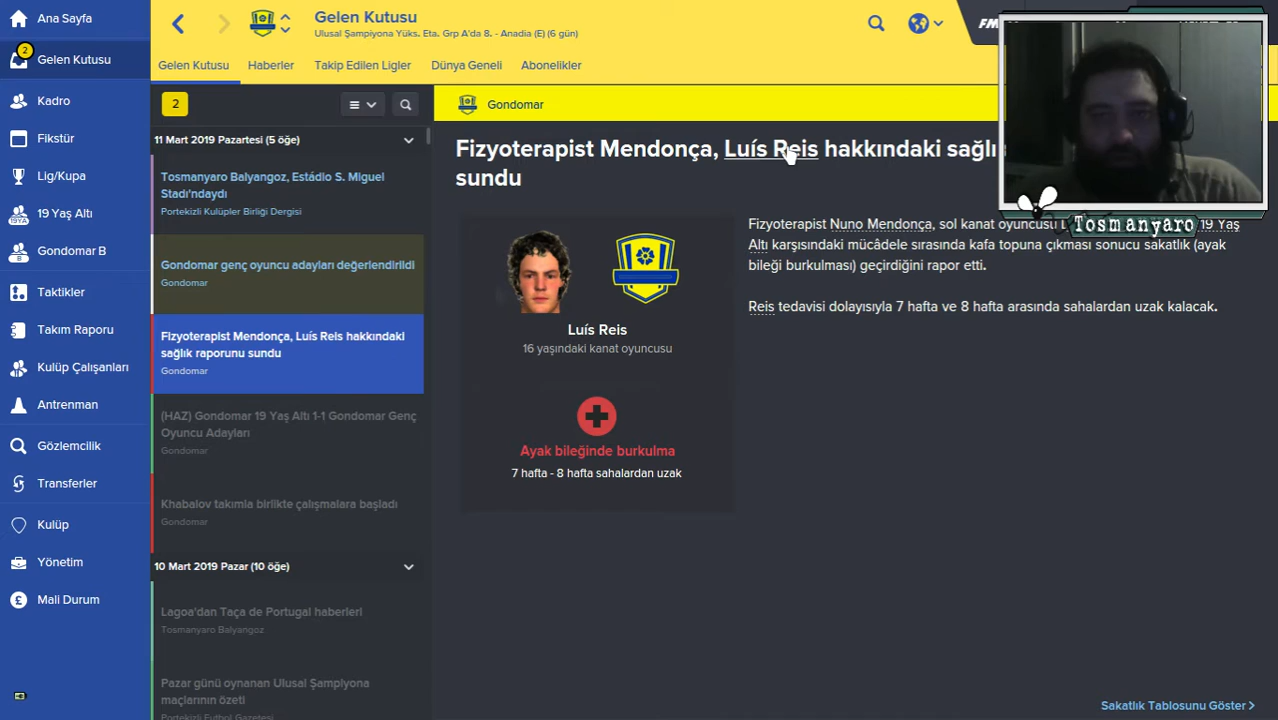 Ana Sayfa
2
Gelen Kutusu
Kadro
Fikstür
Lig/Kupa
19 Yaş Altı
Gondomar B
Taktikler
Takım Raporu
Kulüp Çalışanları
Antrenman
Gözlemcilik
Transferler
Kulüp
Yönetim
Mali Durum
Gelen Kutusu
Ulusal Şampiyona Yüks. Eta. Grp A'da 8. - Anadia (E) (6 gün)
FM
Gelen Kutusu
Haberler
Takip Edilen Ligler
Dünya Geneli
Abonelikler
2
11 Mart 2019 Pazartesi (5 öğe)
Tosmanyaro Balyangoz, Estádio S. Miguel
Stadı'ndaydı
Portekizli Kulüpler Birliği Dergisi
Gondomar genç oyuncu adayları değerlendirildi
Gondomar
Fizyoterapist Mendonça, Luís Reis hakkındaki
sağlık raporunu sundu
Gondomar
(HAZ) Gondomar 19 Yaş Altı 1-1 Gondomar Genç
Oyuncu Adayları
Gondomar
Khabalov takımla birlikte çalışmalara başladı
Gondomar
10 Mart 2019 Pazar (10 öğe)
Lagoa'dan Taça de Portugal haberleri
Tosmanyaro Balyangoz
Pazar günü oynanan Ulusal Şampiyona
maçlarının özeti
Portekizli Futbol Gazetesi
Gondomar
Fizyoterapist Mendonça, Luís Reis hakkındaki
sundu
Tosmanyaro
Luís Reis
16 yaşındaki kanat oyuncusu
Ayak bileğinde burkulma
7 hafta - 8 hafta sahalardan uzak
Fizyoterapist Nuno Mendonça, sol kanat oyuncusu 19 Yaş
Altı karşısındaki mücâdele sırasında kafa topuna çıkması sonucu sakatlık (ayak
bileği burkulması) geçirdiğini rapor etti.
Reis tedavisi dolayısıyla 7 hafta ve 8 hafta arasında sahalardan uzak kalacak.
Sakatlık Tablosunu Göster >